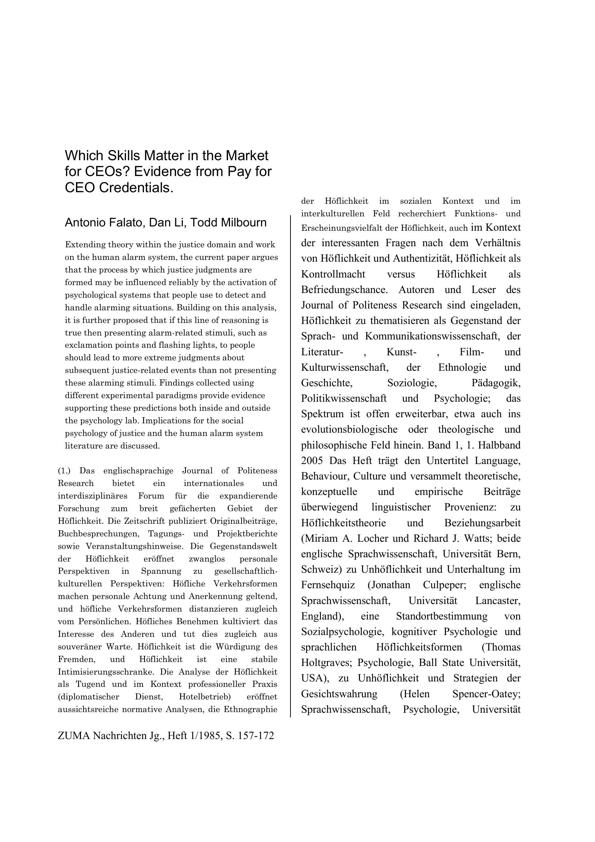 Which Skills Matter in the Market
for CEOs? Evidence from Pay for
CEO Credentials.
Antonio Falato, Dan Li, Todd Milbourn
Extending theory within the justice domain and work
on the human alarm system, the current paper argues
that the process by which justice judgments are
formed may be influenced reliably by the activation of
psychological systems that people use to detect and
handle alarming situations. Building on this analysis,
it is further proposed that if this line of reasoning is
true then presenting alarm-related stimuli, such as
exclamation points and flashing lights, to people
should lead to more extreme judgments about
subsequent justice-related events than not presenting
these alarming stimuli. Findings collected using
different experimental paradigms provide evidence
supporting these predictions both inside and outside
the psychology lab. Implications for the social
psychology of justice and the human alarm system
literature are discussed.
(1.) Das englischsprachige Journal of Politeness
Research bietet ein internationales und
interdisziplinäres Forum für die expandierende
Forschung zum breit gefächerten Gebiet der
Höflichkeit. Die Zeitschrift publiziert Originalbeiträge,
Buchbesprechungen, Tagungs- und Projektberichte
sowie Veranstaltungshinweise. Die Gegenstandswelt
der Höflichkeit eröffnet zwanglos personale
Perspektiven in Spannung zu gesellschaftlich-
kulturellen Perspektiven: Höfliche Verkehrsformen
machen personale Achtung und Anerkennung geltend,
und höfliche Verkehrsformen distanzieren zugleich
vom Persönlichen. Höfliches Benehmen kultiviert das
Interesse des Anderen und tut dies zugleich aus
souveräner Warte. Höflichkeit ist die Würdigung des
Fremden, und Höflichkeit ist eine stabile
Intimisierungsschranke. Die Analyse der Höflichkeit
als Tugend und im Kontext professioneller Praxis
(diplomatischer Dienst, Hotelbetrieb) eröffnet
aussichtsreiche normative Analysen, die Ethnographie
der Höflichkeit im sozialen Kontext und im
interkulturellen Feld recherchiert Funktions- und
Erscheinungsvielfalt der Höflichkeit, auch im Kontext
der interessanten Fragen nach dem Verhältnis
von Höflichkeit und Authentizität, Höflichkeit als
Kontrollmacht versus Höflichkeit als
Befriedungschance. Autoren und Leser des
Journal of Politeness Research sind eingeladen,
Höflichkeit zu thematisieren als Gegenstand der
Sprach- und Kommunikationswissenschaft, der
Literatur- , Kunst- , Film- und
Kulturwissenschaft, der Ethnologie und
Geschichte, Soziologie, Pädagogik,
Politikwissenschaft und Psychologie; das
Spektrum ist offen erweiterbar, etwa auch ins
evolutionsbiologische oder theologische und
philosophische Feld hinein. Band 1, 1. Halbband
2005 Das Heft trägt den Untertitel Language,
Behaviour, Culture und versammelt theoretische,
konzeptuelle und empirische Beiträge
überwiegend linguistischer Provenienz: zu
Höflichkeitstheorie und Beziehungsarbeit
(Miriam A. Locher und Richard J. Watts; beide
englische Sprachwissenschaft, Universität Bern,
Schweiz) zu Unhöflichkeit und Unterhaltung im
Fernsehquiz (Jonathan Culpeper; englische
Sprachwissenschaft, Universität Lancaster,
England), eine Standortbestimmung von
Sozialpsychologie, kognitiver Psychologie und
sprachlichen Höflichkeitsformen (Thomas
Holtgraves; Psychologie, Ball State Universität,
USA), zu Unhöflichkeit und Strategien der
Gesichtswahrung (Helen Spencer-Oatey;
Sprachwissenschaft, Psychologie, Universität
ZUMA Nachrichten Jg., Heft 1/1985, S. 157-172